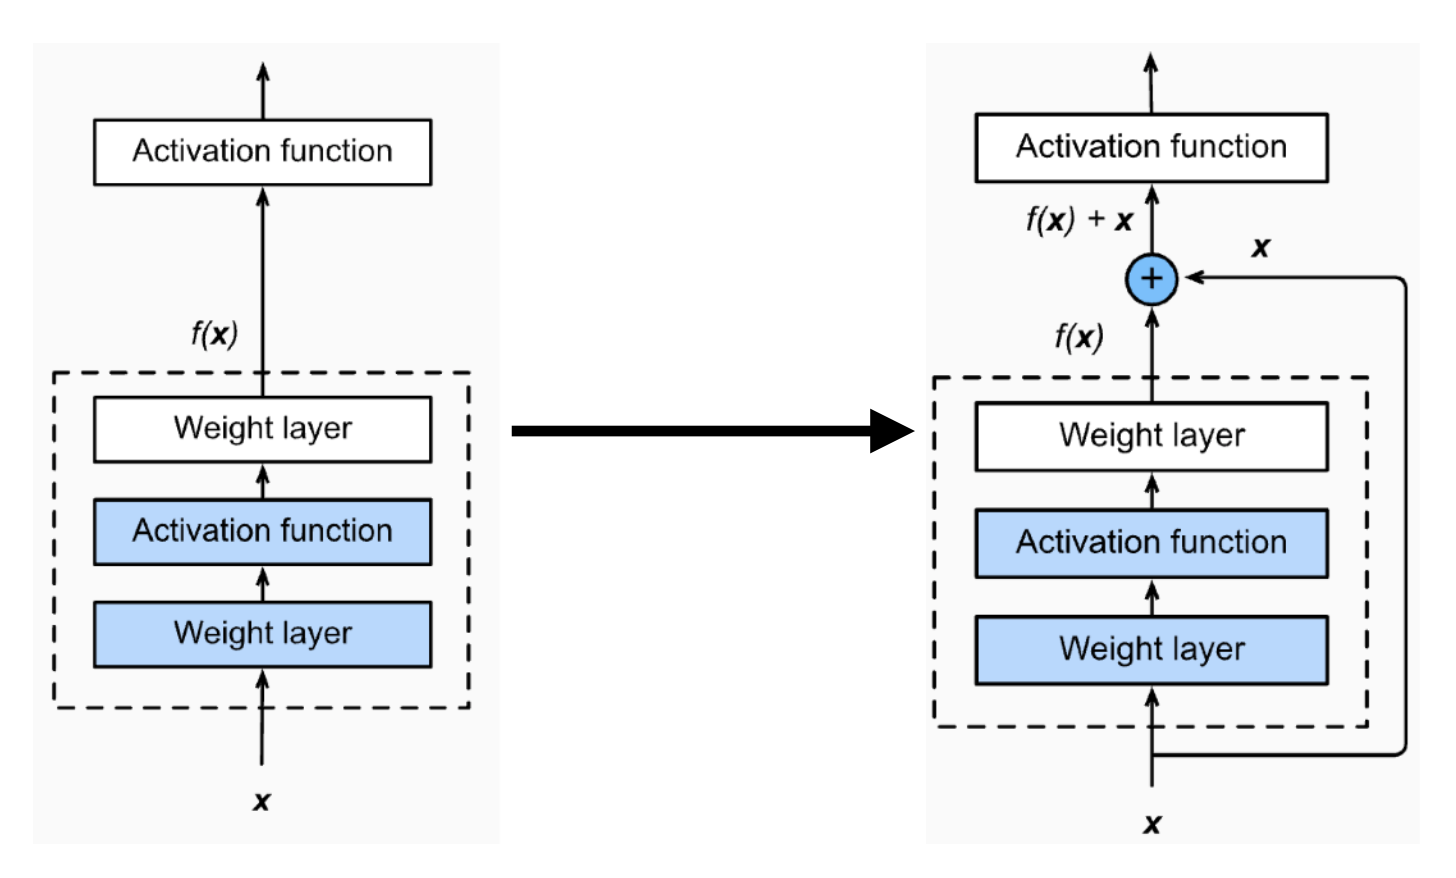 Activation function
f(x)
Weight layer
Activation function
Weight layer
x
Activation function
f(x) + x
x
+
f(x)
Weight layer
Activation function
Weight layer
x